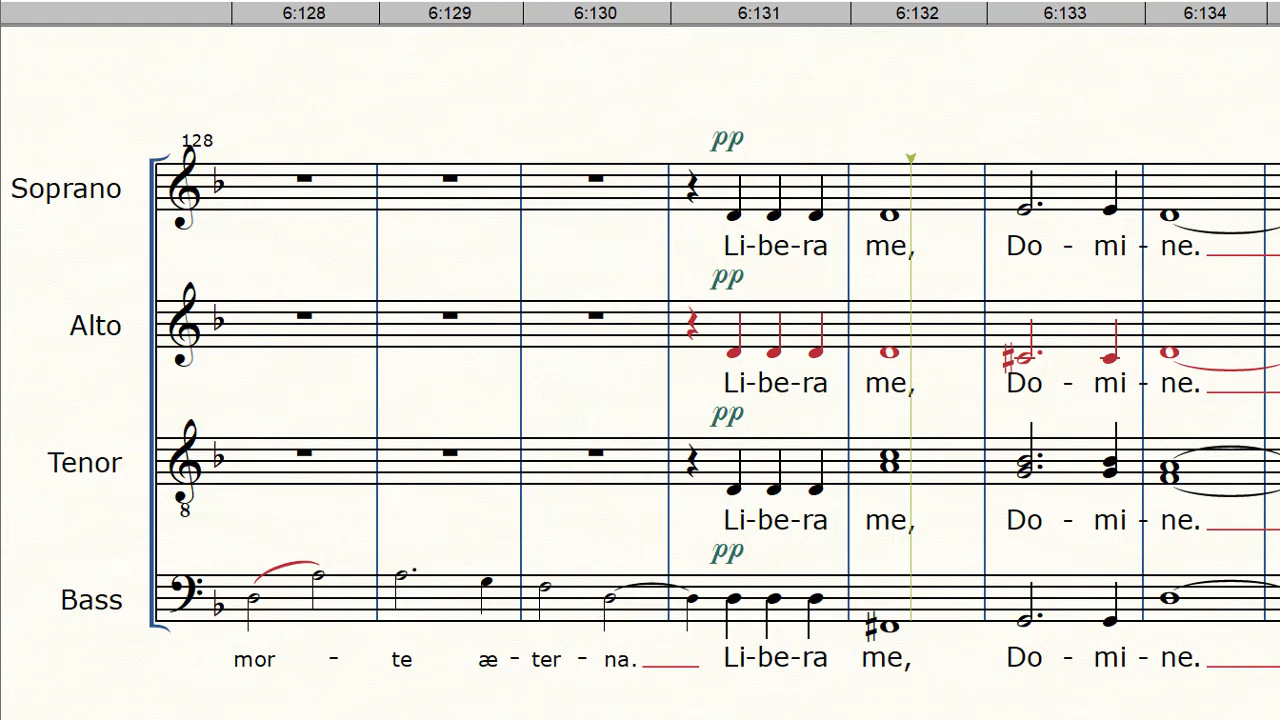 6:128 6:129 6:130 6:131 6:132 6:133 6:134
128
pp
Soprano
Li-be-ra me, Do - mi - ne.
pp
Alto
Li-be-ra me, Do - mi - ne.
pp
Tenor
8
Li-be-ra me, Do - mi - ne.
pp
Bass
mor - te æ - ter - na. Li-be-ra me, Do - mi - ne.